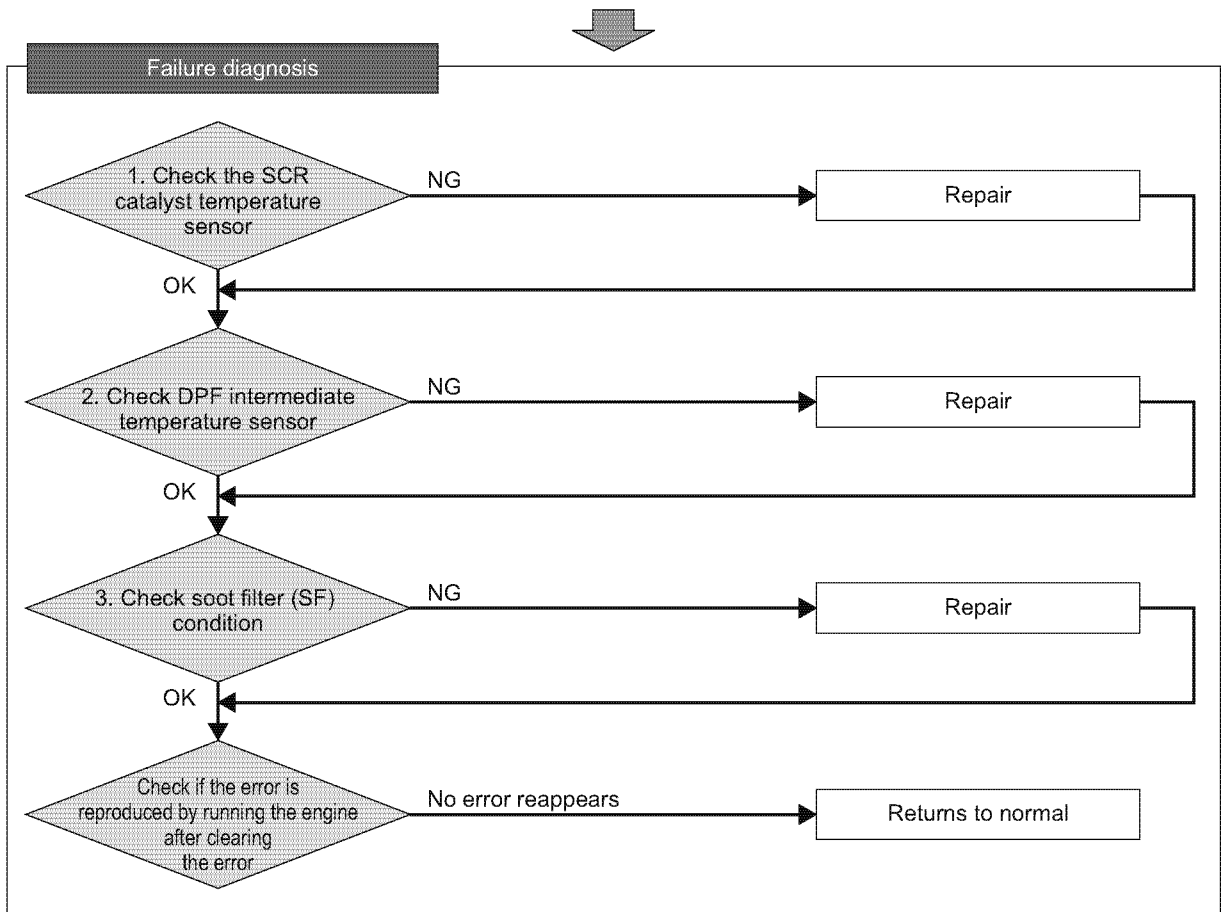 Failure diagnosis
1. Check the SCR
catalyst temperature
sensor
NG
Repair
OK
2. Check DPF intermediate
temperature sensor
NG
Repair
OK
3. Check soot filter (SF)
condition
NG
Repair
OK
Check if the error is
reproduced by running the engine
after clearing
the error
No error reappears
Returns to normal